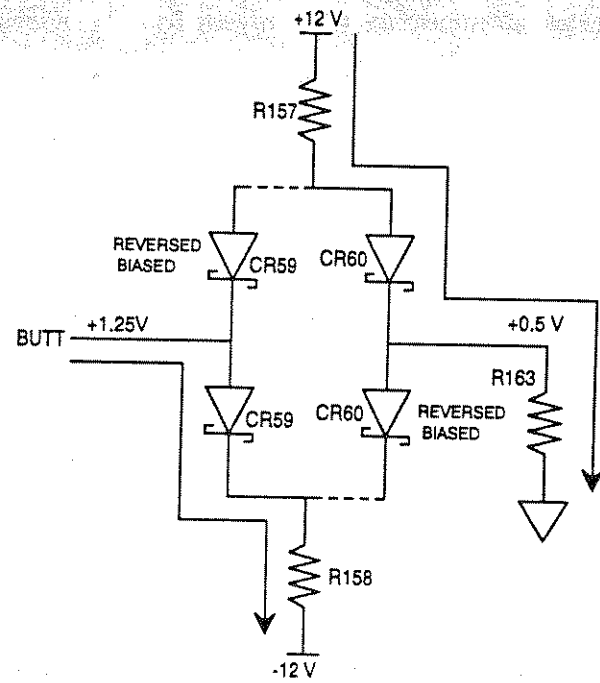 +12 V
R157
REVERSED
BIASED
CR59
CR60
BUTT
+1.25V
+0.5 V
R163
CR59
CR60
REVERSED
BIASED
R158
-12 V